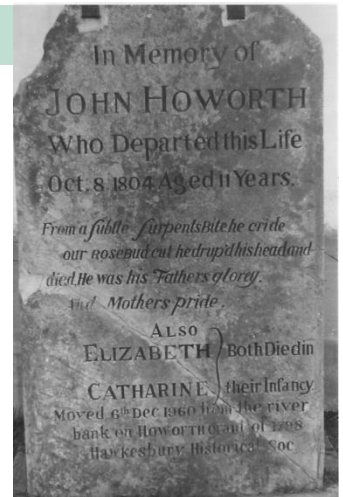 In Memory of
JOHN HOWORTH
Who Departed this Life
Oct. 8. 1804 Aged 11 Years.
From a subtle surpents Bite he cride
our Rosebud cut he drup'd his head and
died, He was his Fathers glorey.
And Mothers pride.
ALSO
ELIZABETH Both Died in
CATHARINE their Infancy
Moved 6th Dec 1960 from the river
bank on HOWORTH grant of 1798
Hawkesbury Historical Soc.